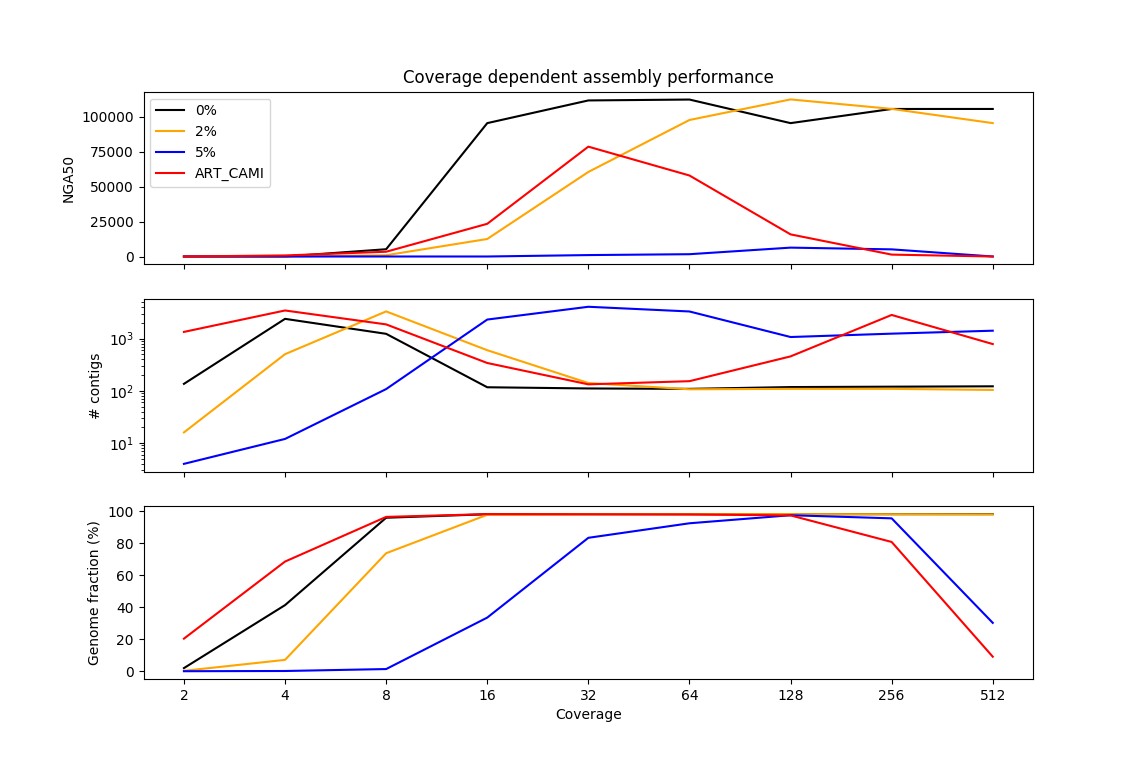 Coverage dependent assembly performance
0%
2%
5%
ART_CAMI
NGA50
100000
75000
50000
25000
0
# contigs
10³
10²
10¹
Genome fraction (%)
100
80
60
40
20
0
2 4 8 16 32 64 128 256 512
Coverage